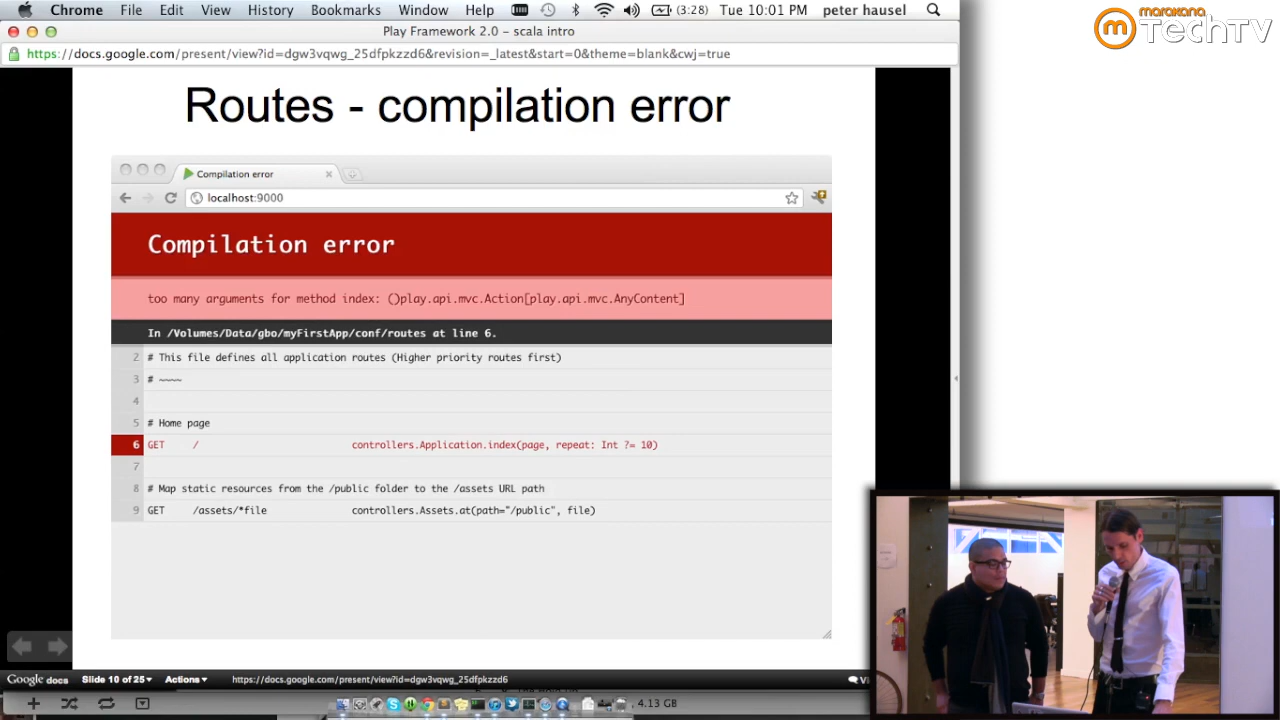 Chrome File Edit View History Bookmarks Window Help (3:28) Tue 10:01 PM peter hausel
marakana
TechTV
Play Framework 2.0 - scala intro
https://docs.google.com/present/view?id=dgw3vqwg_25dfpkzzd6&revision=_latest&start=0&theme=blank&cwj=true
Routes - compilation error
Compilation error
localhost:9000
Compilation error
too many arguments for method index: ()play.api.mvc.Action[play.api.mvc.AnyContent]
In /Volumes/Data/gbo/myFirstApp/conf/routes at line 6.
2 # This file defines all application routes (Higher priority routes first)
3 # ~~~~
4
5 # Home page
6 GET / controllers.Application.index(page, repeat: Int ?= 10)
7
8 # Map static resources from the /public folder to the /assets URL path
9 GET /assets/*file controllers.Assets.at(path="/public", file)
Google docs Slide 10 of 25 Actions https://docs.google.com/present/view?id=dgw3vqwg_25dfpkzzd6 Vi
, 4.13 GB